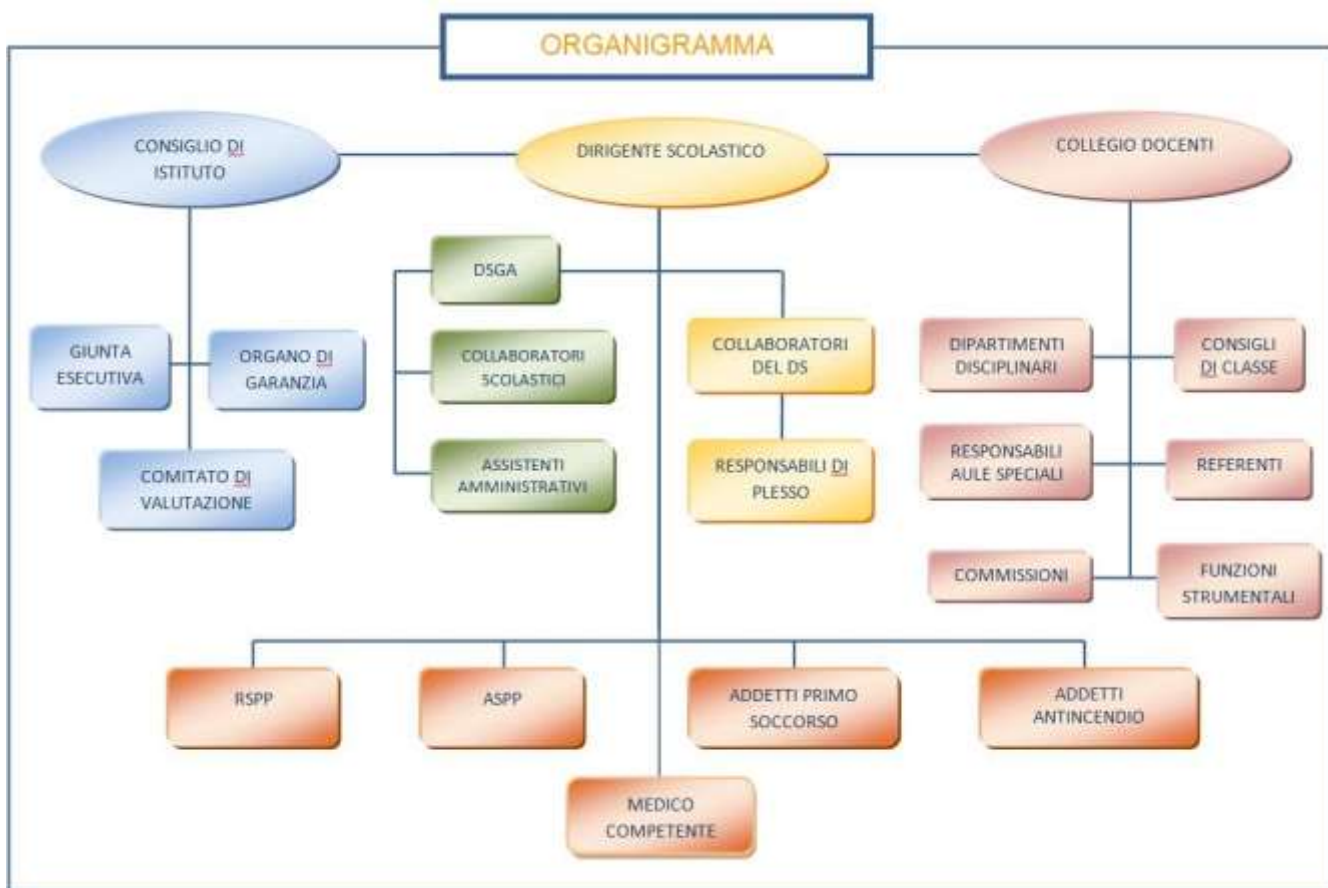 ORGANIGRAMMA
CONSIGLIO DI
ISTITUTO
DIRIGENTE SCOLASTICO
COLLEGIO DOCENTI
DSGA
GIUNTA
ESECUTIVA
ORGANO DI
GARANZIA
COLLABORATORI
SCOLASTICI
COLLABORATORI
DEL DS
DIPARTIMENTI
DISCIPLINARI
CONSIGLI
DI CLASSE
COMITATO DI
VALUTAZIONE
ASSISTENTI
AMMINISTRATIVI
RESPONSABILI DI
PLESSO
RESPONSABILI
AULE SPECIALI
REFERENTI
COMMISSIONI
FUNZIONI
STRUMENTALI
RSPP
ASPP
ADDETTI PRIMO
SOCCORSO
ADDETTI
ANTINCENDIO
MEDICO
COMPETENTE